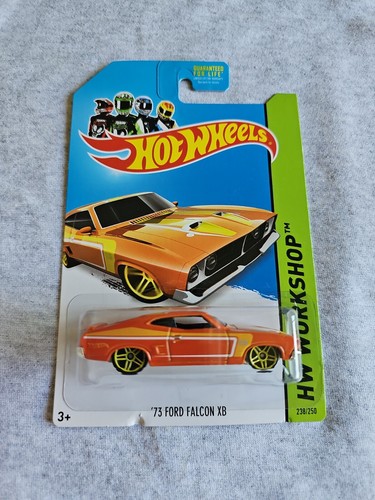 GUARANTEED
FOR LIFE
HOT WHEELS
HW WORKSHOP™
'73 FORD FALCON XB
3+
238/250